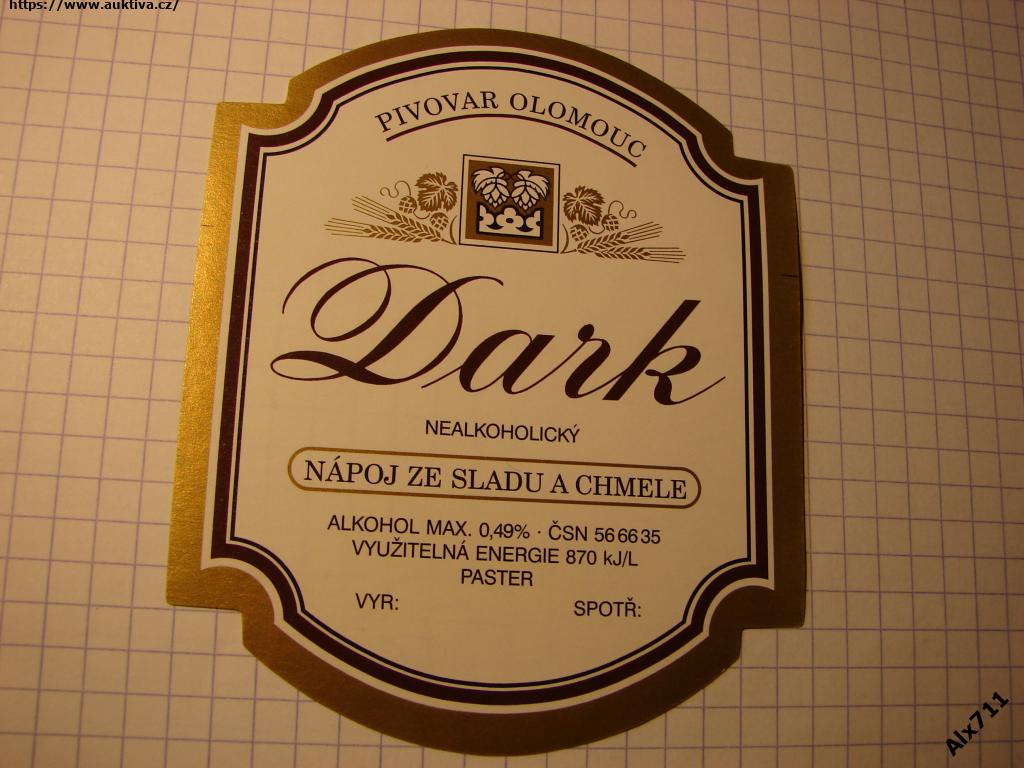 https://www.auktiva.cz/
PIVOVAR OLOMOUC
Dark
NEALKOHOLICKÝ
NÁPOJ ZE SLADU A CHMELE
ALKOHOL MAX. 0,49% · ČSN 56 66 35
VYUŽITELNÁ ENERGIE 870 kJ/L
PASTER
VYR: SPOTŘ:
Alx711